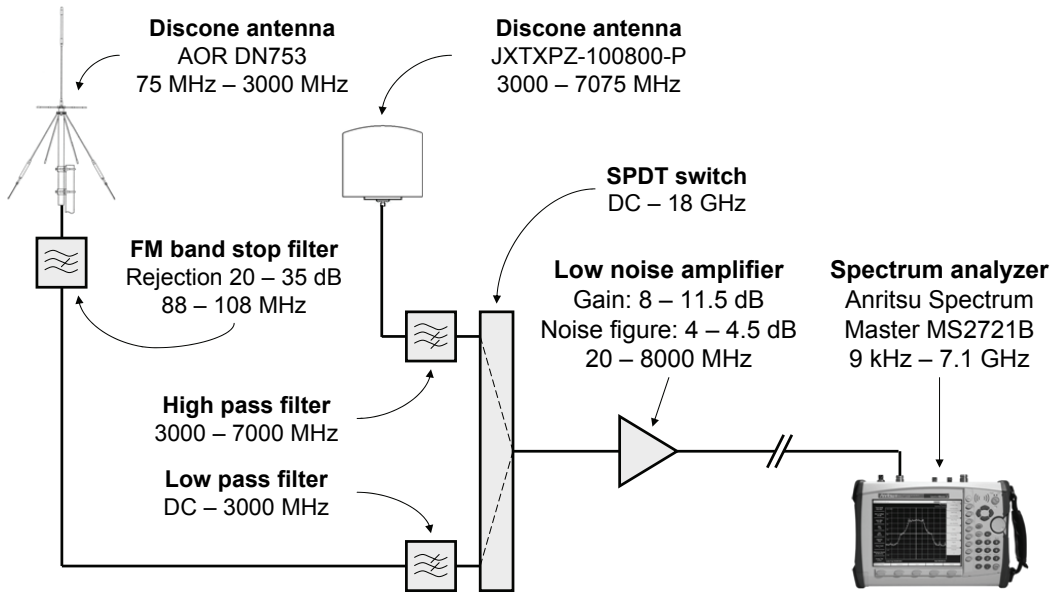 Discone antenna
AOR DN753
75 MHz – 3000 MHz
Discone antenna
JXTXPZ-100800-P
3000 – 7075 MHz
SPDT switch
DC – 18 GHz
FM band stop filter
Rejection 20 – 35 dB
88 – 108 MHz
Low noise amplifier
Gain: 8 – 11.5 dB
Noise figure: 4 – 4.5 dB
20 – 8000 MHz
Spectrum analyzer
Anritsu Spectrum
Master MS2721B
9 kHz – 7.1 GHz
High pass filter
3000 – 7000 MHz
Low pass filter
DC – 3000 MHz